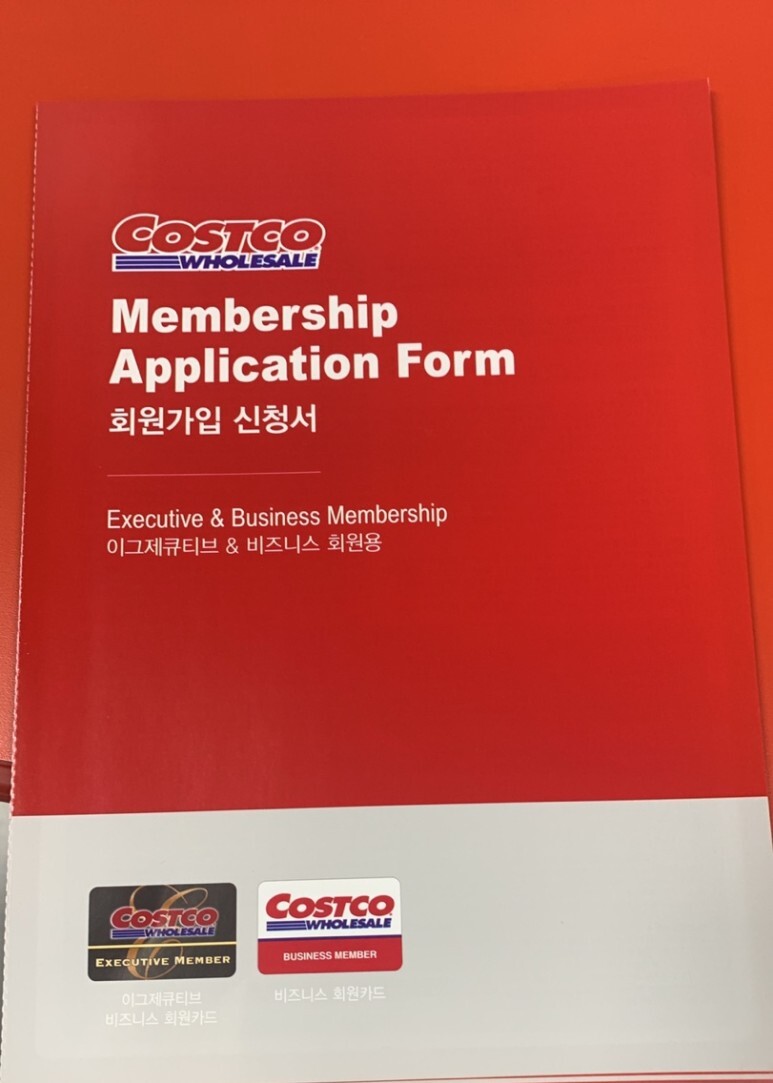 COSTCO
WHOLESALE
Membership
Application Form
회원가입 신청서
Executive & Business Membership
이그제큐티브 & 비즈니스 회원용
COSTCO
WHOLESALE
EXECUTIVE MEMBER
이그제큐티브
비즈니스 회원카드
COSTCO
WHOLESALE
BUSINESS MEMBER
비즈니스 회원카드